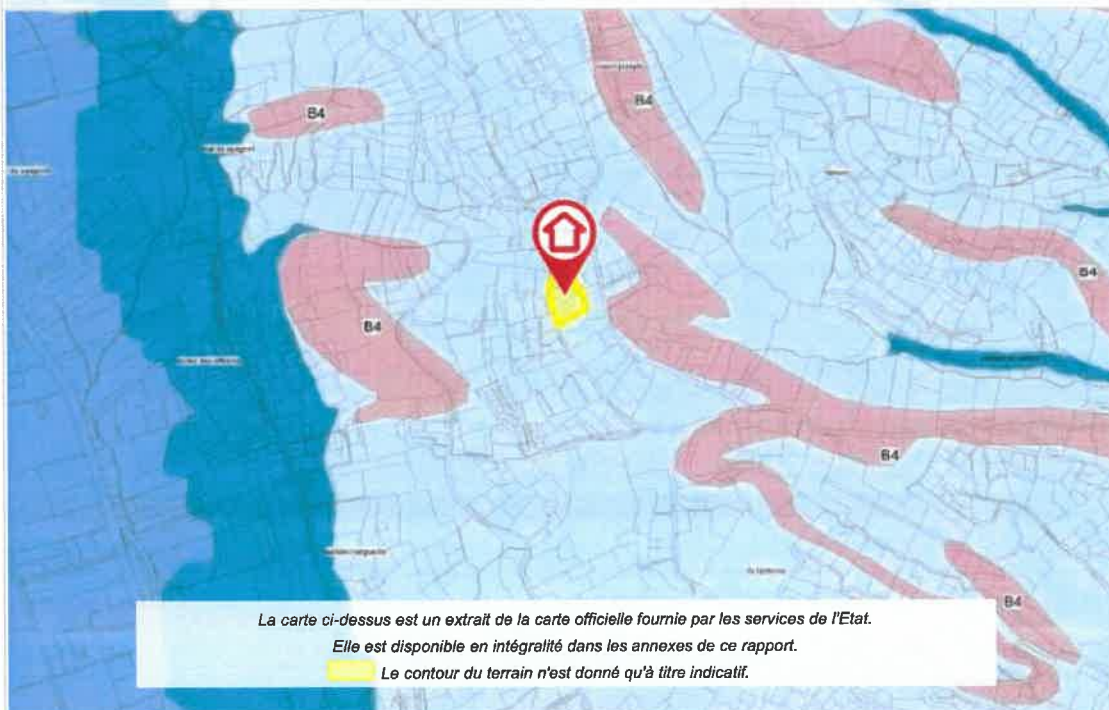 B4
B4
B4
B4
B4
B4
La carte ci-dessus est un extrait de la carte officielle fournie par les services de l'Etat.
Elle est disponible en intégralité dans les annexes de ce rapport.
Le contour du terrain n'est donné qu'à titre indicatif.